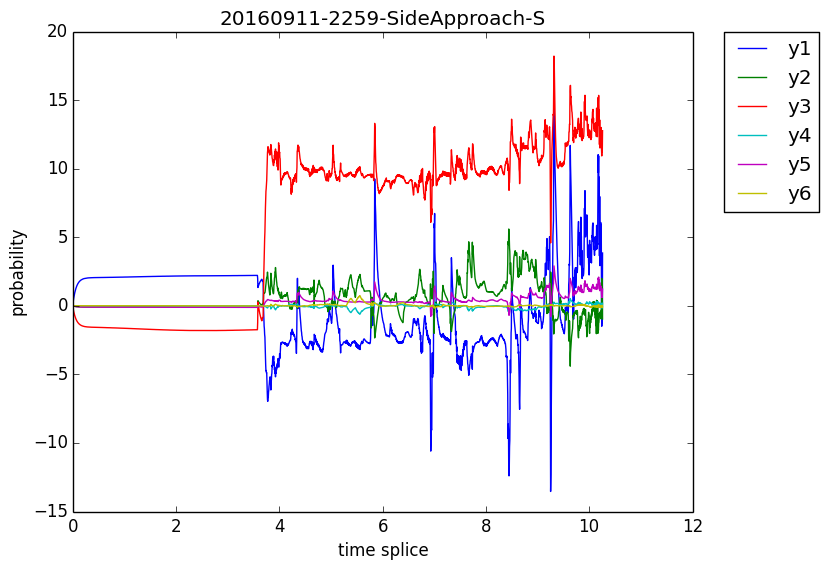 20160911-2259-SideApproach-S
20
15
10
5
0
−5
−10
−15
0 2 4 6 8 10 12
probability
time splice
y1
y2
y3
y4
y5
y6